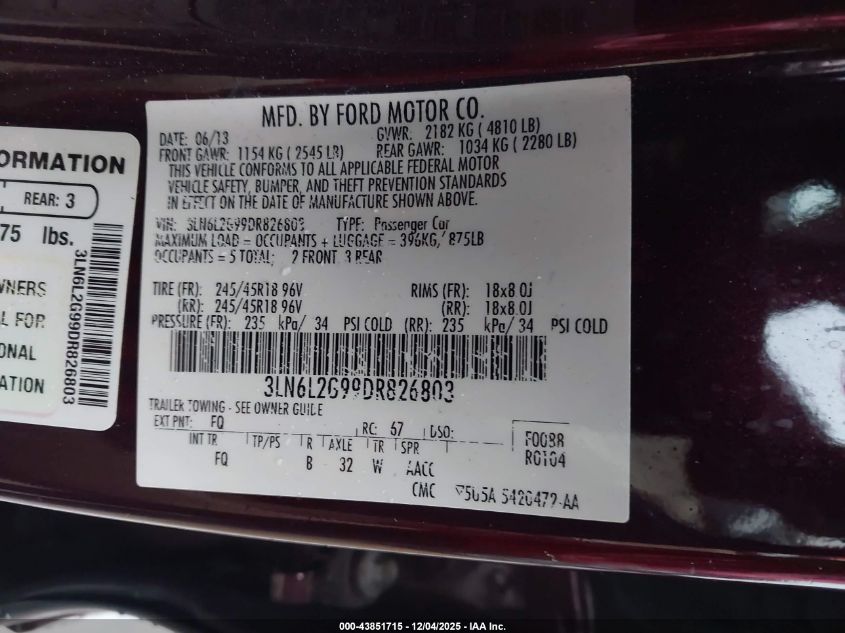 MFD. BY FORD MOTOR CO.
DATE: 06/13 GVWR: 2182 KG ( 4810 LB)
FRONT GAWR: 1154 KG ( 2545 LB) REAR GAWR: 1034 KG ( 2280 LB)
THIS VEHICLE CONFORMS TO ALL APPLICABLE FEDERAL MOTOR
VEHICLE SAFETY, BUMPER, AND THEFT PREVENTION STANDARDS
IN EFFECT ON THE DATE OF MANUFACTURE SHOWN ABOVE.
VIN: 3LN6L2G99DR826803 TYPE: Passenger Car
MAXIMUM LOAD = OCCUPANTS + LUGGAGE = 396KG/ 875LB
OCCUPANTS = 5 TOTAL; 2 FRONT 3 REAR
TIRE (FR): 245/45R18 96V RIMS (FR): 18x8.0J
(RR): 245/45R18 96V (RR): 18x8.0J
PRESSURE (FR): 235 kPa/ 34 PSI COLD (RR): 235 kPa/ 34 PSI COLD
3LN6L2G99DR826803
TRAILER TOWING - SEE OWNER GUIDE
EXT PNT: FQ RC: 67 DSO:
INT TR TP/PS R AXLE TR SPR
FQ B 32 W AACC
F0088
R0104
CMC 5U5A 5420472-AA
ORMATION
REAR: 3
75 lbs.
WNERS
L FOR
ONAL
ATION
3LN6L2G99DR826803
000-43851715 - 12/04/2025 - IAA Inc.